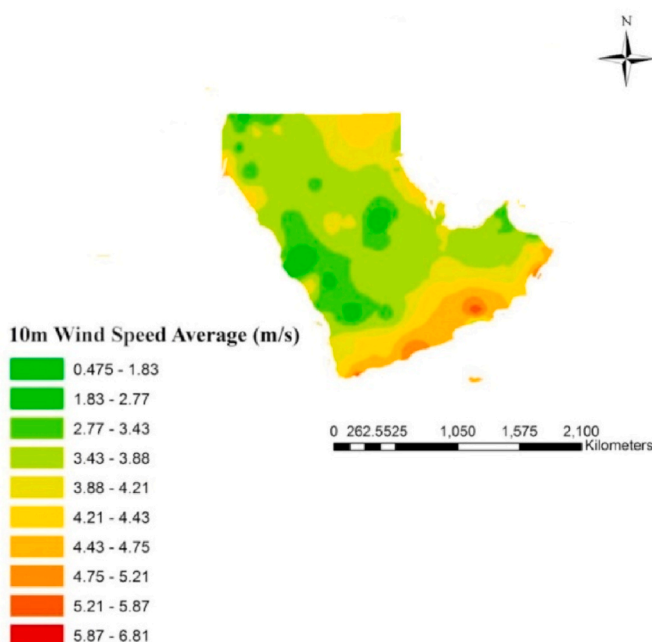 N
10m Wind Speed Average (m/s)
0.475 - 1.83
1.83 - 2.77
2.77 - 3.43
3.43 - 3.88
3.88 - 4.21
4.21 - 4.43
4.43 - 4.75
4.75 - 5.21
5.21 - 5.87
5.87 - 6.81
0 262.5525 1,050 1,575 2,100
Kilometers